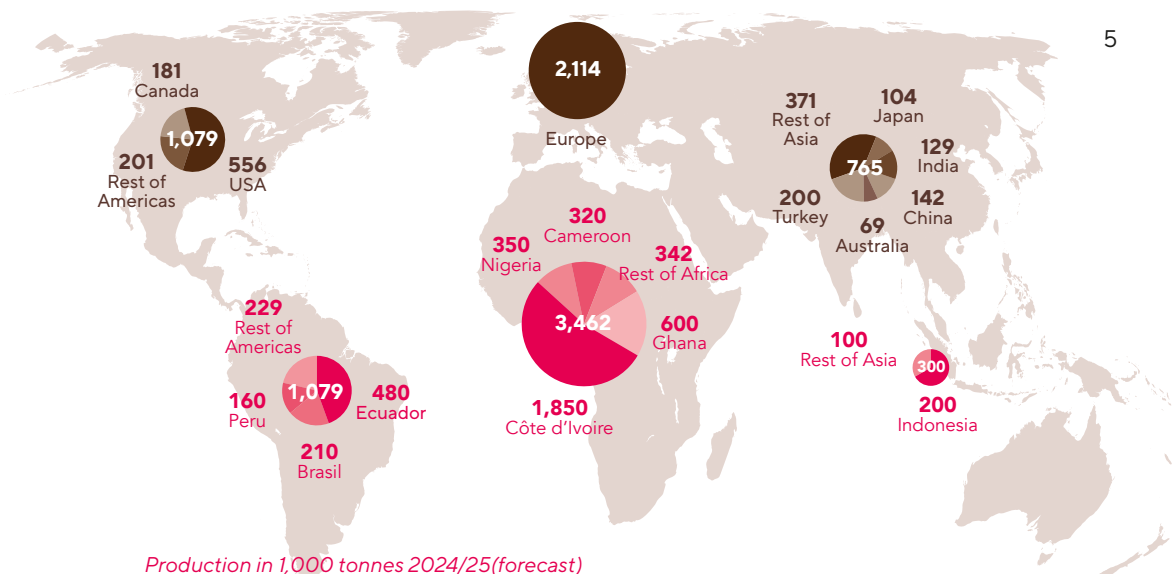 5
2,114
Europe
181
Canada
1,079
201
Rest of
Americas
556
USA
371
Rest of
Asia
104
Japan
765
129
India
200
Turkey
142
China
69
Australia
320
Cameroon
350
Nigeria
342
Rest of Africa
3,462
600
Ghana
1,850
Côte d'Ivoire
229
Rest of
Americas
1,079
160
Peru
480
Ecuador
210
Brasil
100
Rest of Asia
300
200
Indonesia
Production in 1,000 tonnes 2024/25(forecast)